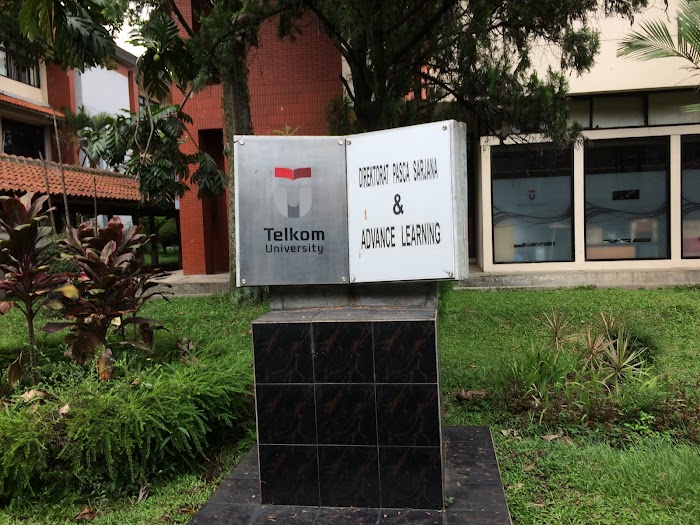 Telkom
University
DIREKTORAT PASCA SARJANA
&
ADVANCE LEARNING